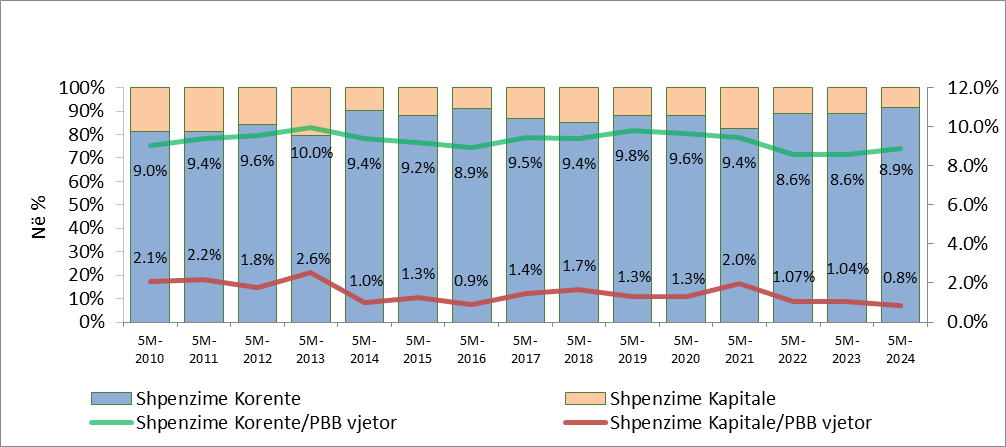 100% 12.0%
90% 10.0%
80% 8.0%
70% 6.0%
60% 4.0%
50% 2.0%
40% 0.0%
30%
20%
10%
0%
Në %
9.0% 9.4% 9.6% 10.0% 9.4% 9.2% 8.9% 9.5% 9.4% 9.8% 9.6% 9.4% 8.6% 8.6% 8.9%
2.1% 2.2% 1.8% 2.6% 1.0% 1.3% 0.9% 1.4% 1.7% 1.3% 1.3% 2.0% 1.07% 1.04% 0.8%
5M- 5M- 5M- 5M- 5M- 5M- 5M- 5M- 5M- 5M- 5M- 5M- 5M- 5M- 5M-
2010 2011 2012 2013 2014 2015 2016 2017 2018 2019 2020 2021 2022 2023 2024
Shpenzime Korente Shpenzime Kapitale
Shpenzime Korente/PBB vjetor Shpenzime Kapitale/PBB vjetor